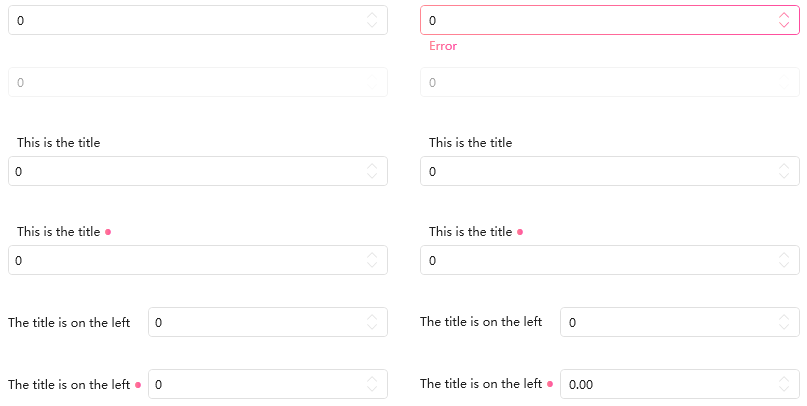 0 0
Error
0 0
This is the title This is the title
0 0
This is the title This is the title
0 0
The title is on the left 0 The title is on the left 0
The title is on the left 0 The title is on the left 0.00